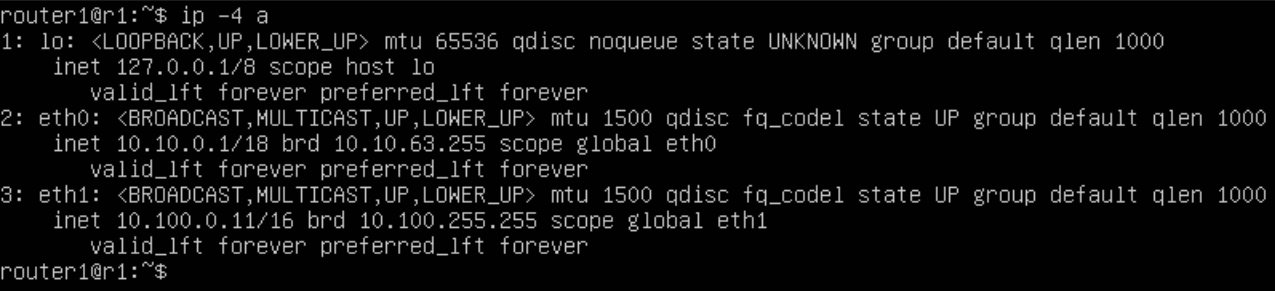 router1@r1:~$ ip -4 a
1: lo: <LOOPBACK,UP,LOWER_UP> mtu 65536 qdisc noqueue state UNKNOWN group default qlen 1000
    inet 127.0.0.1/8 scope host lo
       valid_lft forever preferred_lft forever
2: eth0: <BROADCAST,MULTICAST,UP,LOWER_UP> mtu 1500 qdisc fq_codel state UP group default qlen 1000
    inet 10.10.0.1/18 brd 10.10.63.255 scope global eth0
       valid_lft forever preferred_lft forever
3: eth1: <BROADCAST,MULTICAST,UP,LOWER_UP> mtu 1500 qdisc fq_codel state UP group default qlen 1000
    inet 10.100.0.11/16 brd 10.100.255.255 scope global eth1
       valid_lft forever preferred_lft forever
router1@r1:~$